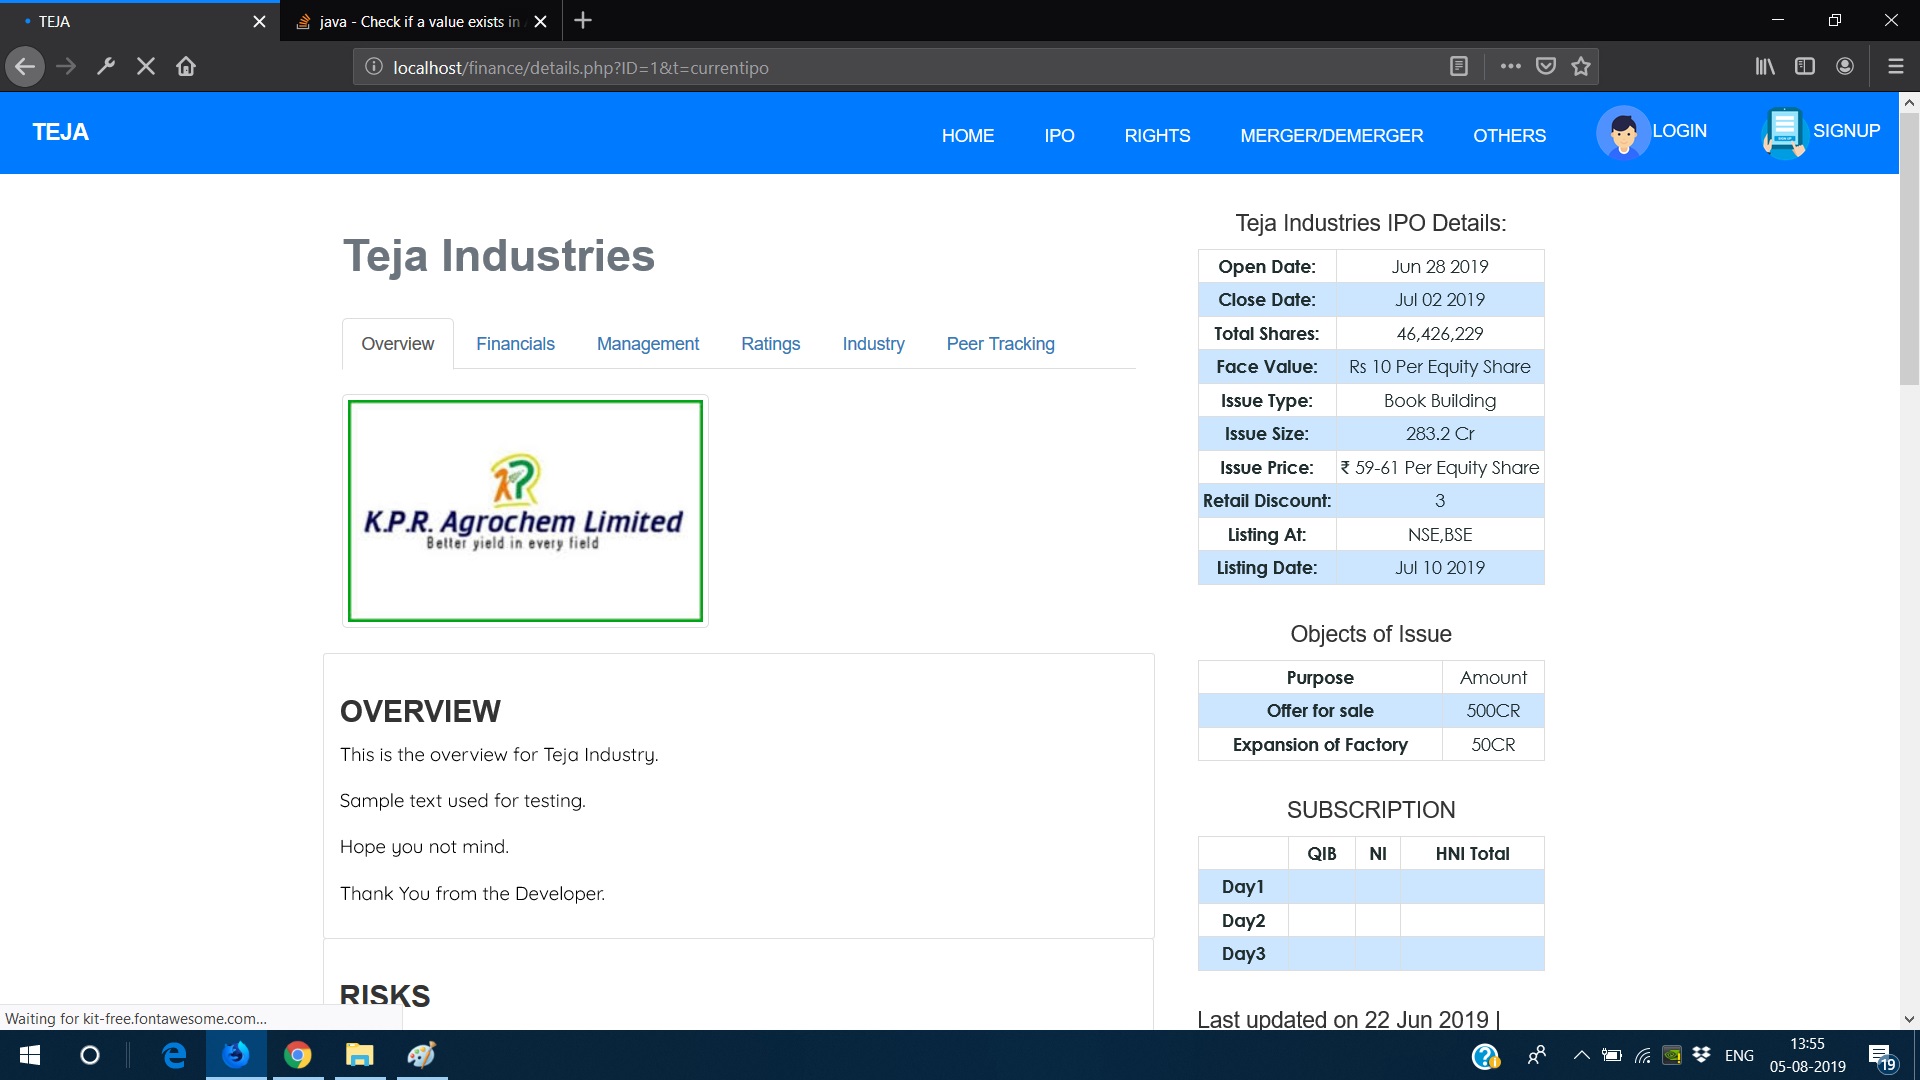 TEJA
java - Check if a value exists in
localhost/finance/details.php?ID=1&t=currentipo
TEJA
HOME
IPO
RIGHTS
MERGER/DEMERGER
OTHERS
LOGIN
SIGNUP
Teja Industries
Overview
Financials
Management
Ratings
Industry
Peer Tracking
K.P.R. Agrochem Limited
Better yield in every field
OVERVIEW
This is the overview for Teja Industry.
Sample text used for testing.
Hope you not mind.
Thank You from the Developer.
RISKS
Teja Industries IPO Details:
Open Date: Jun 28 2019
Close Date: Jul 02 2019
Total Shares: 46,426,229
Face Value: Rs 10 Per Equity Share
Issue Type: Book Building
Issue Size: 283.2 Cr
Issue Price: ₹ 59-61 Per Equity Share
Retail Discount: 3
Listing At: NSE,BSE
Listing Date: Jul 10 2019
Objects of Issue
Purpose Amount
Offer for sale 500CR
Expansion of Factory 50CR
SUBSCRIPTION
QIB NI HNI Total
Day1
Day2
Day3
Last updated on 22 Jun 2019 |
Waiting for kit-free.fontawesome.com...
ENG
13:55
05-08-2019
19